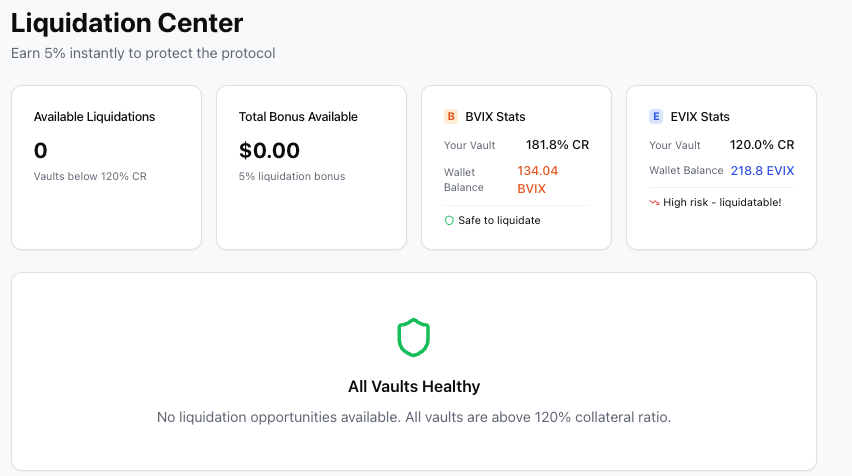 Liquidation Center
Earn 5% instantly to protect the protocol
Available Liquidations
0
Vaults below 120% CR
Total Bonus Available
$0.00
5% liquidation bonus
B BVIX Stats
Your Vault 181.8% CR
Wallet Balance 134.04 BVIX
Safe to liquidate
E EVIX Stats
Your Vault 120.0% CR
Wallet Balance 218.8 EVIX
High risk - liquidatable!
All Vaults Healthy
No liquidation opportunities available. All vaults are above 120% collateral ratio.